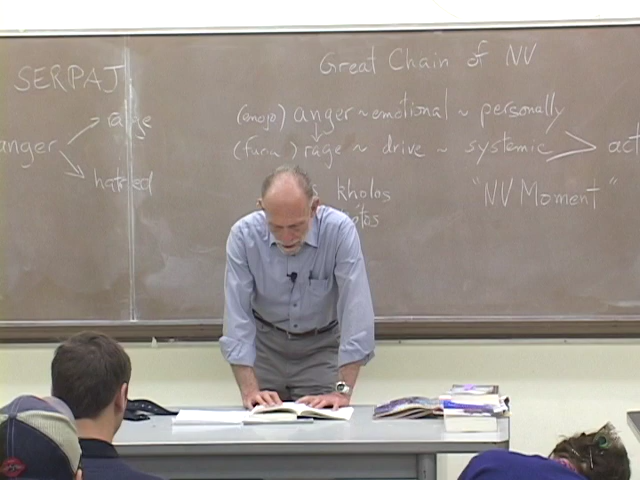 SERPAJ
anger
rage
hatred
Great Chain of NV
(enojo) anger ~ emotional ~ personally
(furia) rage ~ drive ~ systemic > act
kholos
"NV Moment"